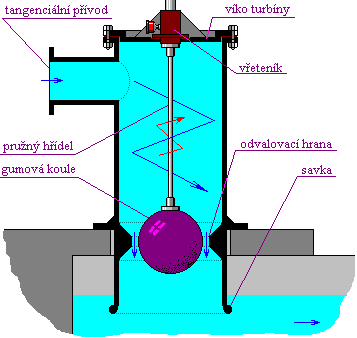 tangenciální přívod
víko turbíny
vřeteník
pružný hřídel
odvalovací hrana
gumová koule
savka